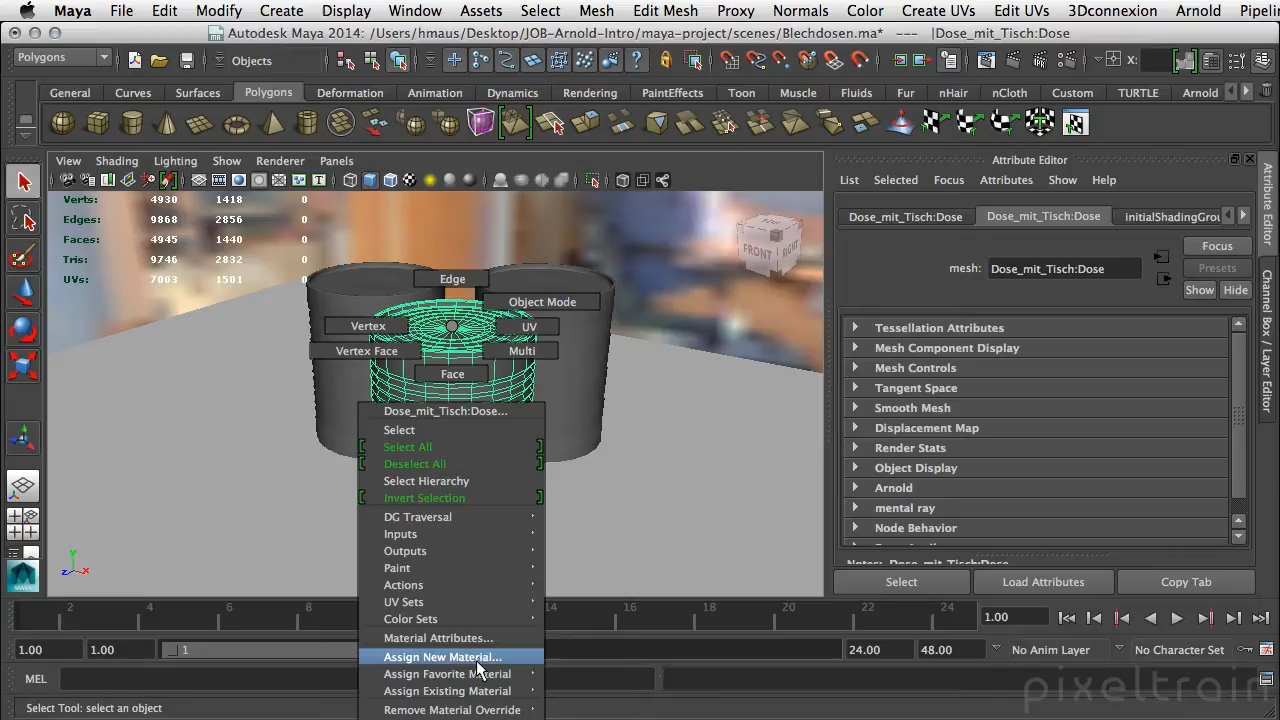 Maya File Edit Modify Create Display Window Assets Select Mesh Edit Mesh Proxy Normals Color Create UVs Edit UVs 3Dconnexion Arnold Pipelin
Autodesk Maya 2014: /Users/hmaus/Desktop/JOB-Arnold-Intro/maya-project/scenes/Blechdosen.ma* --- |Dose_mit_Tisch:Dose
Polygons Objects X:
General Curves Surfaces Polygons Deformation Animation Dynamics Rendering PaintEffects Toon Muscle Fluids Fur nHair nCloth Custom TURTLE Arnold
View Shading Lighting Show Renderer Panels
Verts: 4930 1418 0
Edges: 9868 2856 0
Faces: 4945 1440 0
Tris: 9746 2832 0
UVs: 7003 1501 0
FRONT RIGHT
Edge
Object Mode
Vertex UV
Vertex Face Multi
Face
Dose_mit_Tisch:Dose...
Select
Select All
Deselect All
Select Hierarchy
Invert Selection
DG Traversal
Inputs
Outputs
Paint
Actions
UV Sets
Color Sets
Material Attributes...
Assign New Material...
Assign Favorite Material
Assign Existing Material
Remove Material Override
Attribute Editor
List Selected Focus Attributes Show Help
Dose_mit_Tisch:Dose Dose_mit_Tisch:Dose initialShadingGrou
Focus
mesh: Dose_mit_Tisch:Dose Presets
Show Hide
Tessellation Attributes
Mesh Component Display
Mesh Controls
Tangent Space
Smooth Mesh
Displacement Map
Render Stats
Object Display
Arnold
mental ray
Node Behavior
Notes: Dose_mit_Tisch:Dose
Select Load Attributes Copy Tab
Attribute Editor
Channel Box / Layer Editor
y
z x
2 4 6 8 14 16 18 20 22 24 1.00
1.00 1.00 1 24.00 48.00 No Anim Layer No Character Set
MEL
Select Tool: select an object
pixeltrain